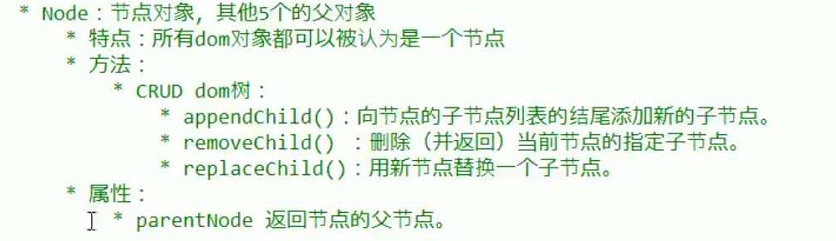 * Node：节点对象，其他5个的父对象
* 特点：所有dom对象都可以被认为是一个节点
* 方法：
* CRUD dom树：
* appendChild()：向节点的子节点列表的结尾添加新的子节点。
* removeChild() ：删除（并返回）当前节点的指定子节点。
* replaceChild()：用新节点替换一个子节点。
* 属性：
* parentNode 返回节点的父节点。